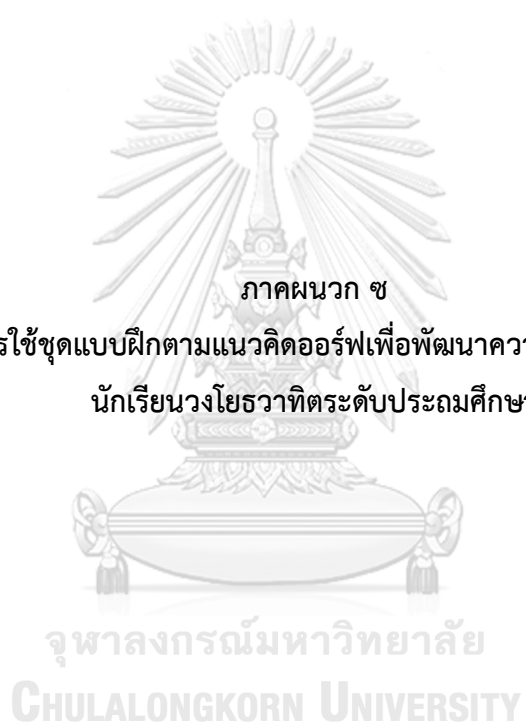 ภาคผนวก ซ
รใช้ชุดแบบฝึกตามแนวคิดออร์ฟเพื่อพัฒนาควา
นักเรียนวงโยธวาทิตระดับประถมศึกษ
จุฬาลงกรณ์มหาวิทยาลัย
CHULALONGKORN UNIVERSITY